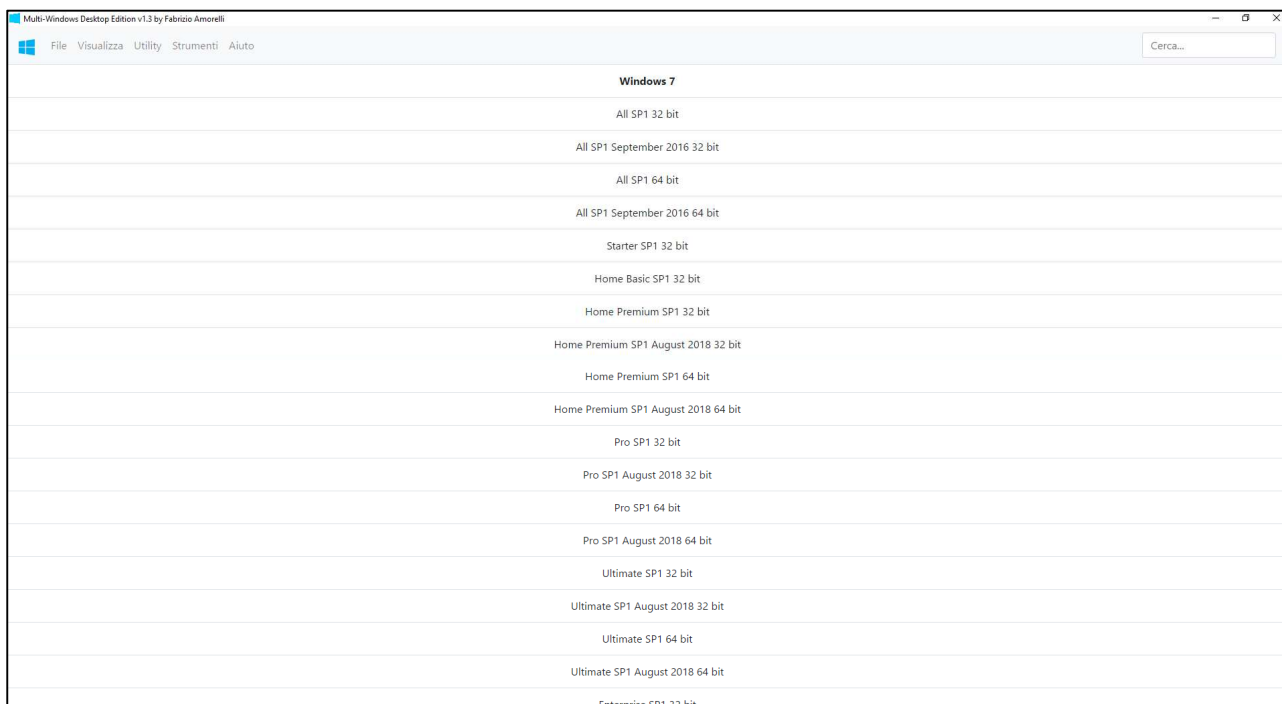 Multi-Windows Desktop Edition v1.3 by Fabrizio Amorelli
File Visualizza Utility Strumenti Aiuto Cerca...
Windows 7
All SP1 32 bit
All SP1 September 2016 32 bit
All SP1 64 bit
All SP1 September 2016 64 bit
Starter SP1 32 bit
Home Basic SP1 32 bit
Home Premium SP1 32 bit
Home Premium SP1 August 2018 32 bit
Home Premium SP1 64 bit
Home Premium SP1 August 2018 64 bit
Pro SP1 32 bit
Pro SP1 August 2018 32 bit
Pro SP1 64 bit
Pro SP1 August 2018 64 bit
Ultimate SP1 32 bit
Ultimate SP1 August 2018 32 bit
Ultimate SP1 64 bit
Ultimate SP1 August 2018 64 bit
Enterprise SP1 32 bit